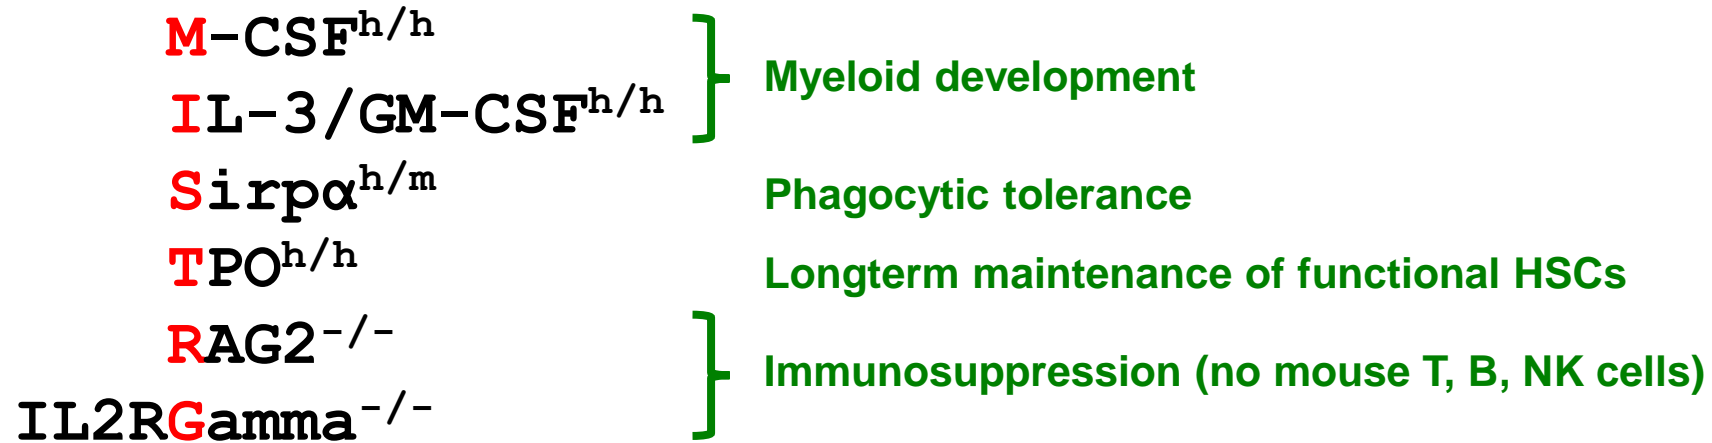 M-CSFh/h
IL-3/GM-CSFh/h
Myeloid development
Sirpαh/m
Phagocytic tolerance
TPOh/h
Longterm maintenance of functional HSCs
RAG2-/-
IL2RGamma-/-
Immunosuppression (no mouse T, B, NK cells)